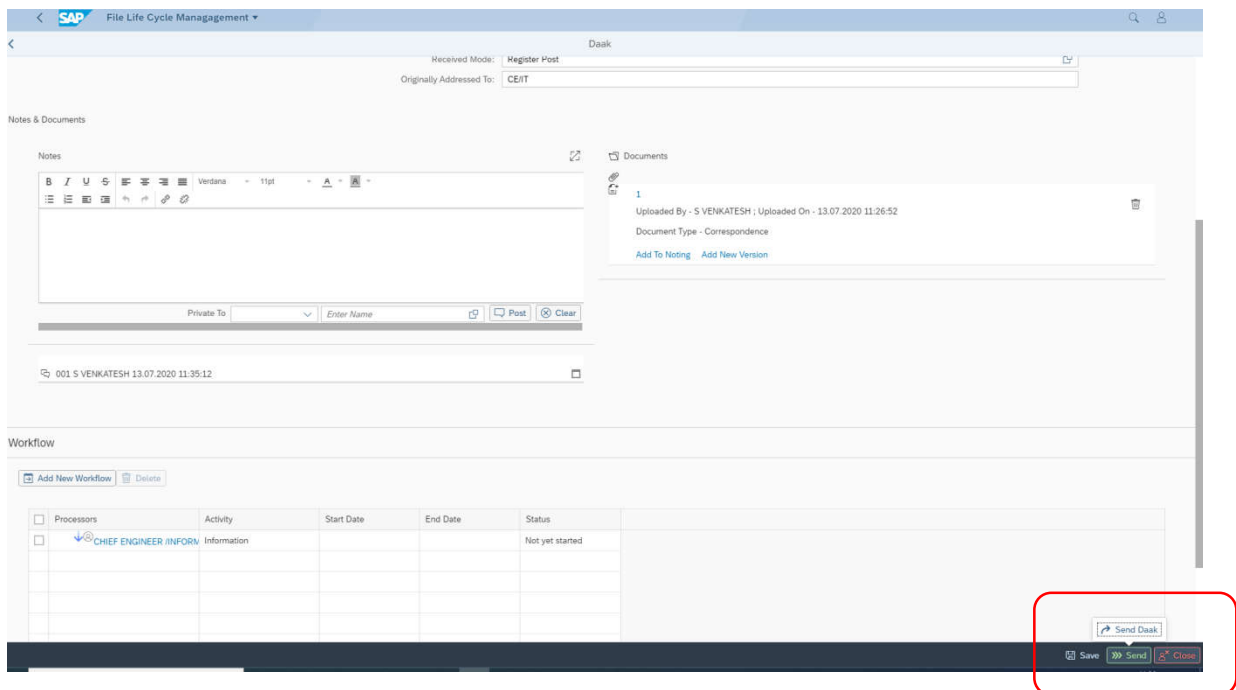 SAP File Life Cycle Managagement
Daak
Received Mode: Register Post
Originally Addressed To: CE/IT
Notes & Documents
Notes
B I U S Verdana 11pt A A
Private To Enter Name Post Clear
001 S VENKATESH 13.07.2020 11:35:12
Documents
1
Uploaded By - S VENKATESH ; Uploaded On - 13.07.2020 11:26:52
Document Type - Correspondence
Add To Noting Add New Version
Workflow
Add New Workflow Delete
Processors Activity Start Date End Date Status
CHIEF ENGINEER (INFORM Information Not yet started
Send Daak
Save Send Close